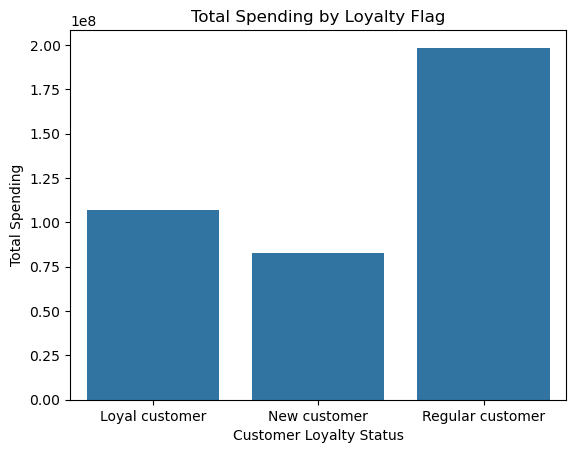 Total Spending by Loyalty Flag
1e8
2.00
1.75
1.50
1.25
1.00
0.75
0.50
0.25
0.00
Total Spending
Loyal customer New customer Regular customer
Customer Loyalty Status